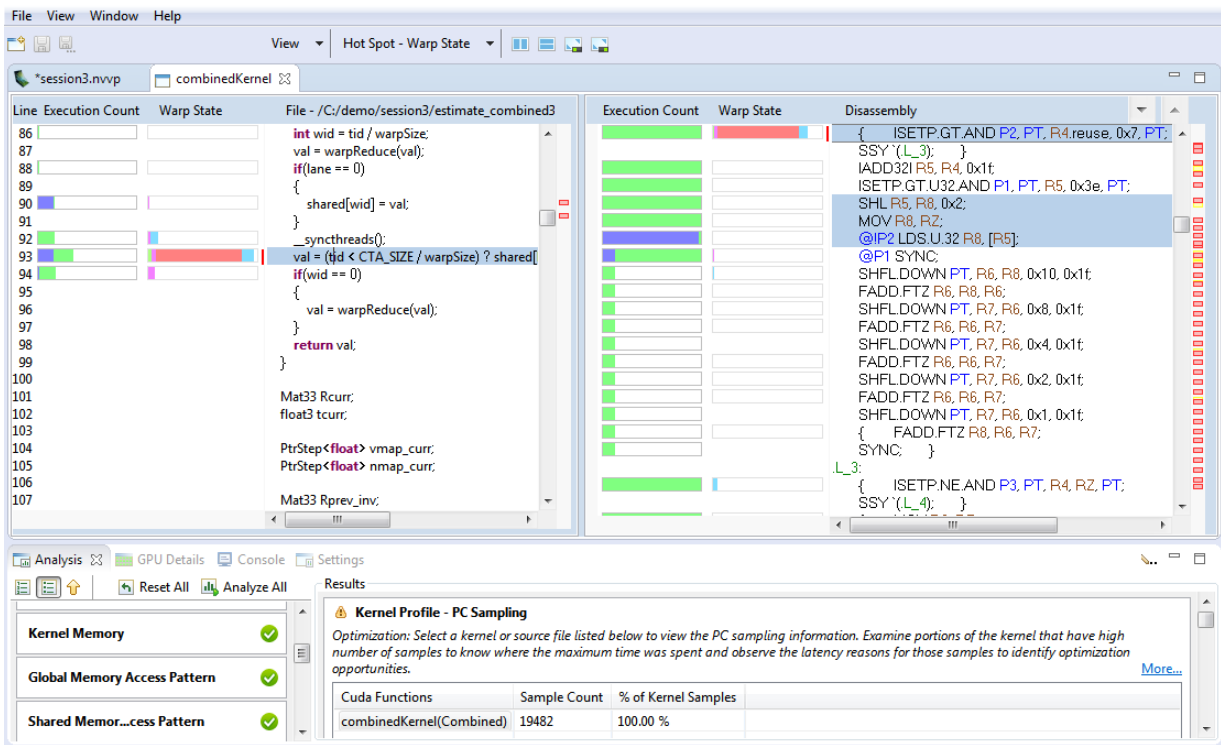 File View Window Help
View Hot Spot - Warp State
*session3.nvvp combinedKernel
Line Execution Count Warp State File - /C:/demo/session3/estimate_combined3
86 int wid = tid / warpSize;
87 val = warpReduce(val);
88 if(lane == 0)
89 {
90 shared[wid] = val;
91 }
92 __syncthreads();
93 val = (tid < CTA_SIZE / warpSize) ? shared[
94 if(wid == 0)
95 {
96 val = warpReduce(val);
97 }
98 return val;
99 }
100
101 Mat33 Rcurr;
102 float3 tcurr;
103
104 PtrStep<float> vmap_curr;
105 PtrStep<float> nmap_curr;
106
107 Mat33 Rprev_inv;
Execution Count Warp State Disassembly
{ ISETP.GT.AND P2, PT, R4.reuse, 0x7, PT;
SSY `(.L_3); }
IADD32I R5, R4, 0x1f;
ISETP.GT.U32.AND P1, PT, R5, 0x3e, PT;
SHL R5, R8, 0x2;
MOV R8, RZ;
@!P2 LDS.U.32 R8, [R5];
@P1 SYNC;
SHFL.DOWN PT, R6, R8, 0x10, 0x1f;
FADD.FTZ R6, R8, R6;
SHFL.DOWN PT, R7, R6, 0x8, 0x1f;
FADD.FTZ R6, R6, R7;
SHFL.DOWN PT, R7, R6, 0x4, 0x1f;
FADD.FTZ R6, R6, R7;
SHFL.DOWN PT, R7, R6, 0x2, 0x1f;
FADD.FTZ R6, R6, R7;
SHFL.DOWN PT, R7, R6, 0x1, 0x1f;
{ FADD.FTZ R8, R6, R7;
SYNC; }
.L_3:
{ ISETP.NE.AND P3, PT, R4, RZ, PT;
SSY `(.L_4); }
Analysis GPU Details Console Settings
Reset All Analyze All
Kernel Memory
Global Memory Access Pattern
Shared Memor...cess Pattern
Results
Kernel Profile - PC Sampling
Optimization: Select a kernel or source file listed below to view the PC sampling information. Examine portions of the kernel that have high
number of samples to know where the maximum time was spent and observe the latency reasons for those samples to identify optimization
opportunities. More...
Cuda Functions Sample Count % of Kernel Samples
combinedKernel(Combined) 19482 100.00 %